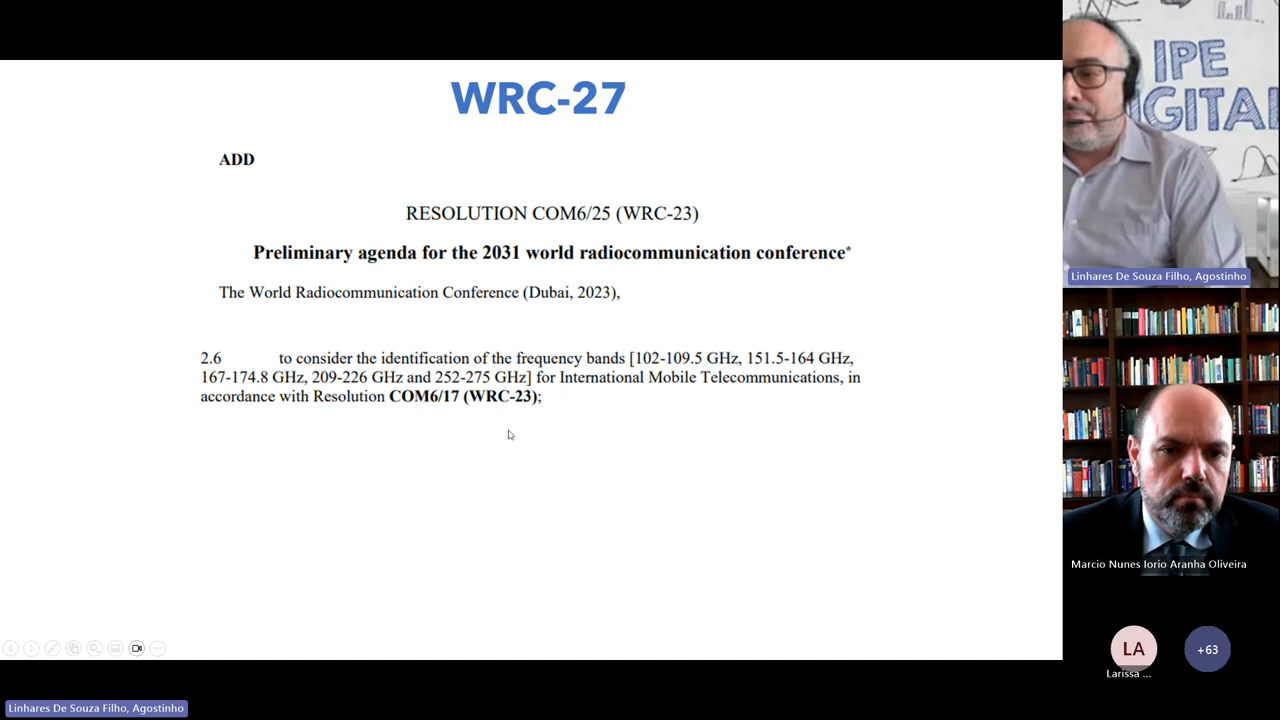 WRC-27
ADD
RESOLUTION COM6/25 (WRC-23)
Preliminary agenda for the 2031 world radiocommunication conference*
The World Radiocommunication Conference (Dubai, 2023),
2.6 to consider the identification of the frequency bands [102-109.5 GHz, 151.5-164 GHz,
167-174.8 GHz, 209-226 GHz and 252-275 GHz] for International Mobile Telecommunications, in
accordance with Resolution COM6/17 (WRC-23);
IPE
IGITAL
Linhares De Souza Filho, Agostinho
Marcio Nunes Iorio Aranha Oliveira
LA
Larissa ...
+63
Linhares De Souza Filho, Agostinho